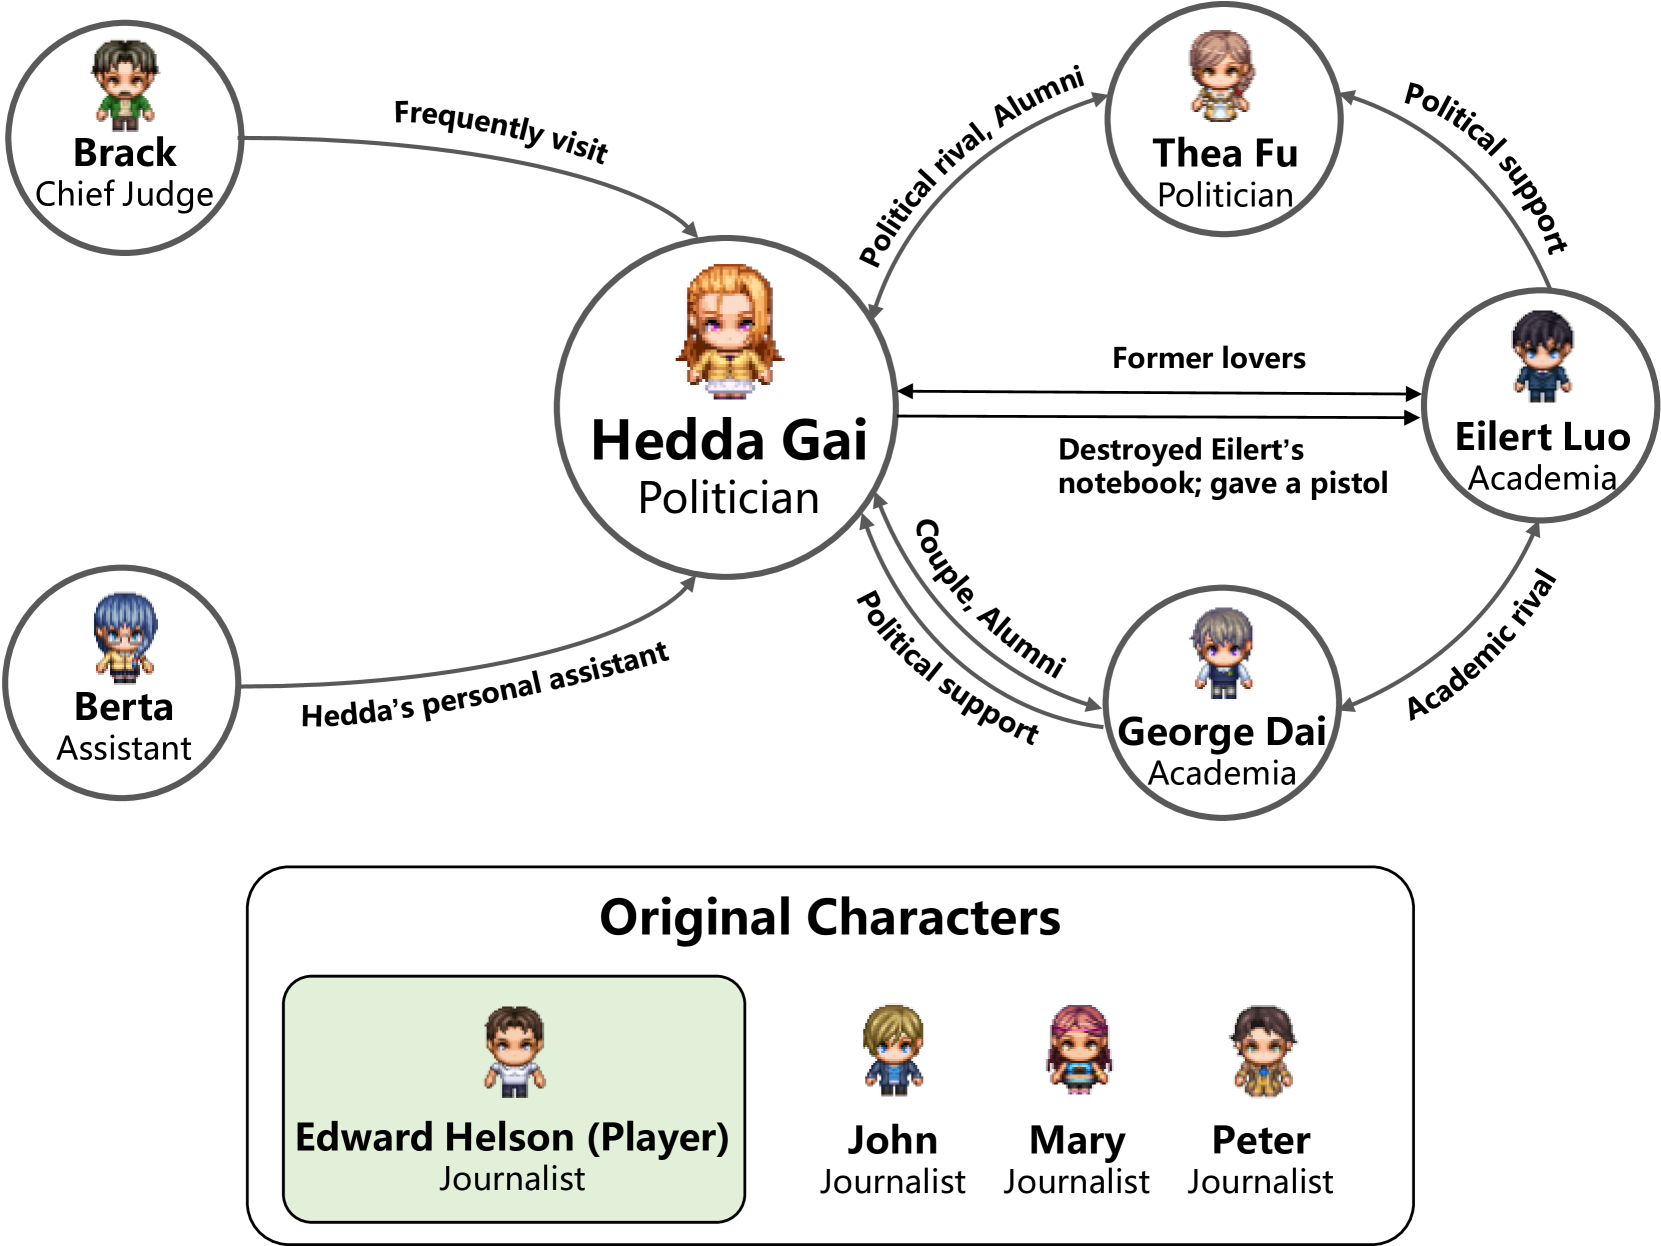 Brack
Chief Judge
Frequently visit
Political rival, Alumni
Thea Fu
Politician
Political support
Hedda Gai
Politician
Former lovers
Destroyed Eilert’s
notebook; gave a pistol
Eilert Luo
Academia
Berta
Assistant
Hedda’s personal assistant
Couple, Alumni
Political support
George Dai
Academia
Academic rival
Original Characters
Edward Helson (Player)
Journalist
John
Journalist
Mary
Journalist
Peter
Journalist